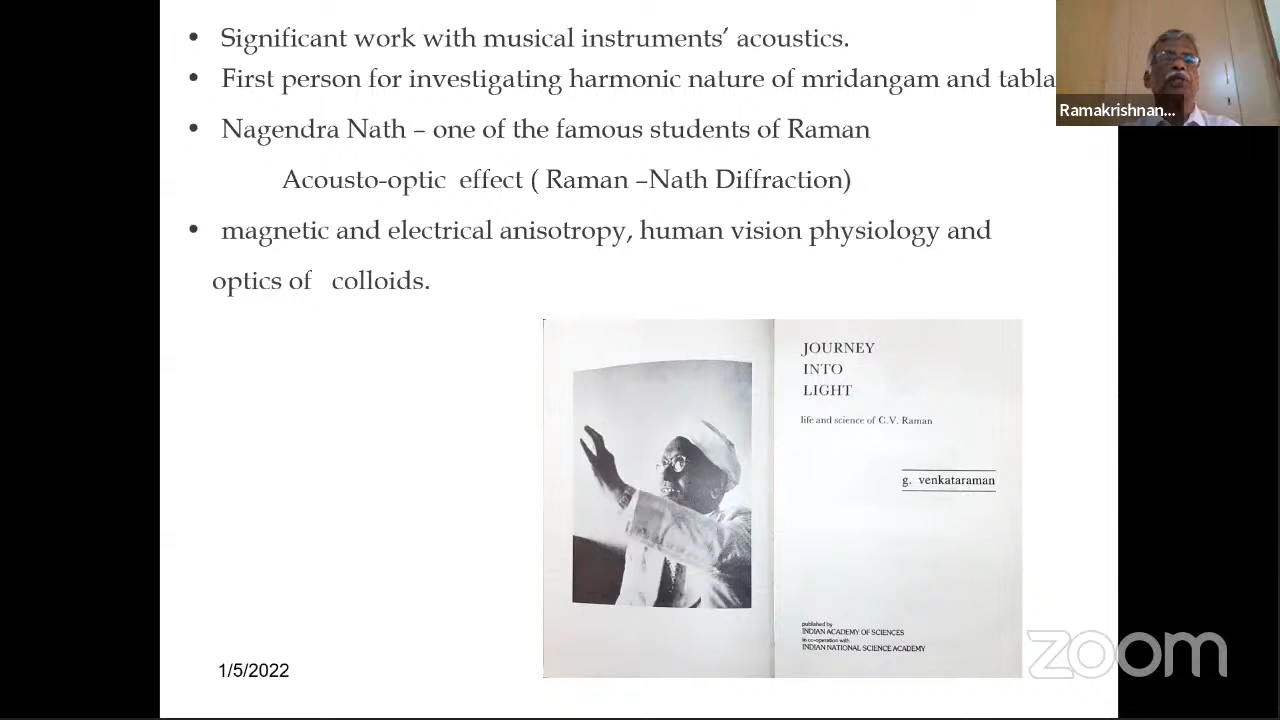 • Significant work with musical instruments’ acoustics.
• First person for investigating harmonic nature of mridangam and tabla
Ramakrishnan...
• Nagendra Nath – one of the famous students of Raman
Acousto-optic effect ( Raman –Nath Diffraction)
• magnetic and electrical anisotropy, human vision physiology and
optics of colloids.
JOURNEY
INTO
LIGHT
life and science of C.V. Raman
g. venkataraman
published by
INDIAN ACADEMY OF SCIENCES
in co-operation with
INDIAN NATIONAL SCIENCE ACADEMY
1/5/2022
zoom